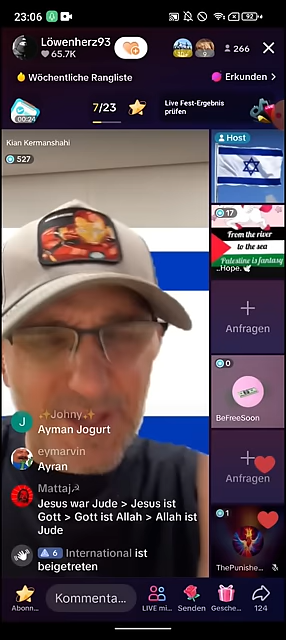 23:06
92
Löwenherz93
65.7K
266
Wöchentliche Rangliste
Erkunden
00:24
7/23
Live Fest-Ergebnis
prüfen
Kian Kermanshahi
527
Host
17
From the river
to the sea
Palestine is fantasy
..Hope.
Anfragen
0
BeFreeSoon
Anfragen
1
ThePunishe...
J
Johny
Ayman Jogurt
eymarvin
Ayran
Mattaj
Jesus war Jude > Jesus ist
Gott > Gott ist Allah > Allah ist
Jude
6 International ist
beigetreten
Abonn...
Kommenta...
LIVE mi...
Senden
Gesche...
124